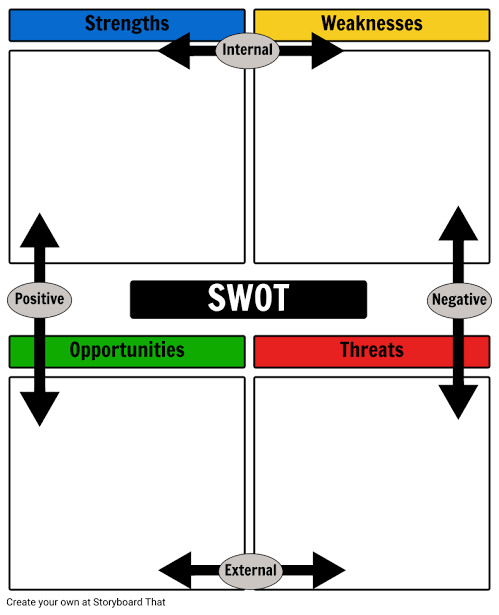 Strengths
Weaknesses
Internal
Positive
SWOT
Negative
Opportunities
Threats
External
Create your own at Storyboard That